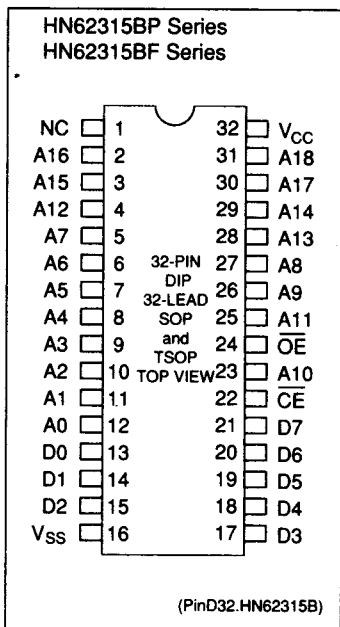 HN62315BP Series
HN62315BF Series
NC 1 32 VCC
A16 2 31 A18
A15 3 30 A17
A12 4 29 A14
A7 5 28 A13
A6 6 32-PIN 27 A8
DIP
A5 7 32-LEAD 26 A9
A4 8 SOP 25 A11
A3 9 and 24 OE
TSOP
A2 10 TOP VIEW 23 A10
A1 11 22 CE
A0 12 21 D7
D0 13 20 D6
D1 14 19 D5
D2 15 18 D4
VSS 16 17 D3
(PinD32.HN62315B)